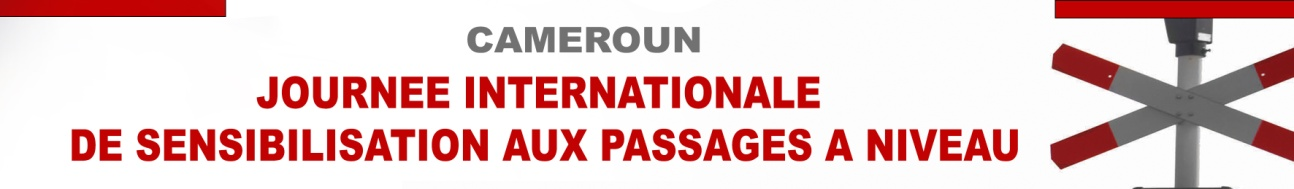 CAMEROUN
JOURNEE INTERNATIONALE
DE SENSIBILISATION AUX PASSAGES A NIVEAU